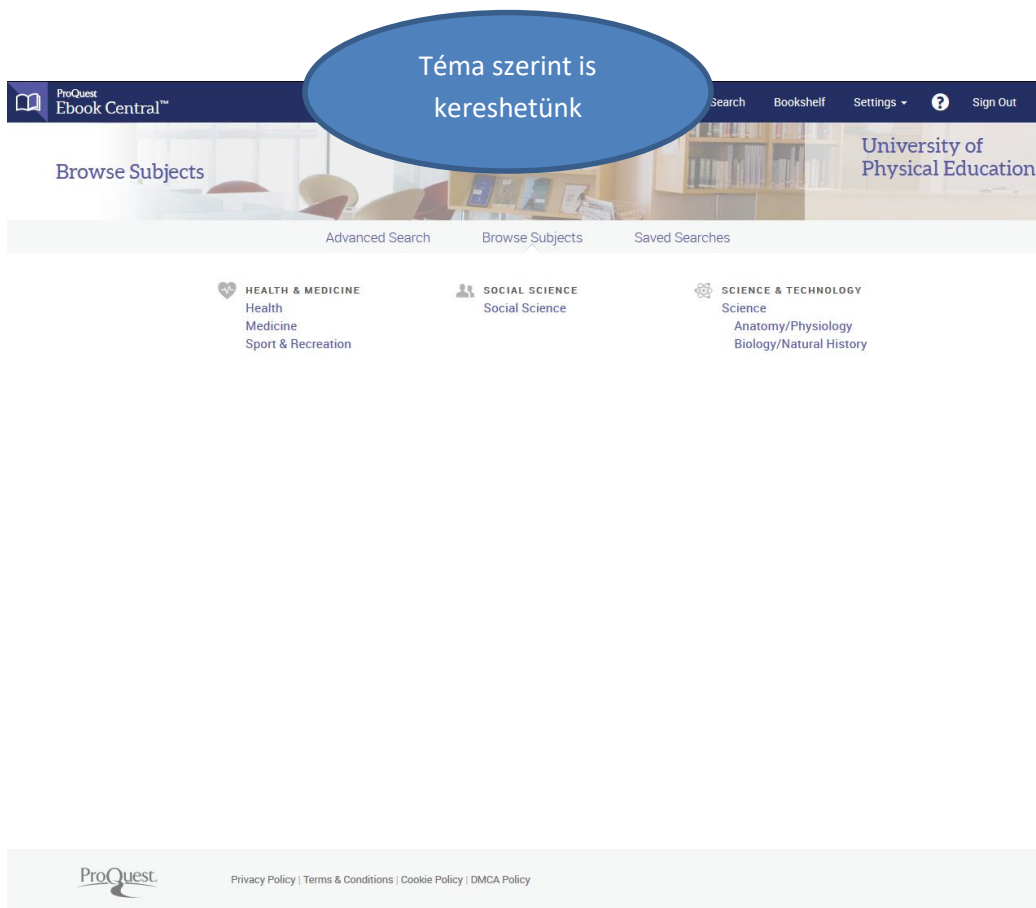 Téma szerint is
kereshetünk
ProQuest
Ebook Central™
Search Bookshelf Settings ? Sign Out
Browse Subjects
University of
Physical Education
Advanced Search Browse Subjects Saved Searches
HEALTH & MEDICINE
Health
Medicine
Sport & Recreation
SOCIAL SCIENCE
Social Science
SCIENCE & TECHNOLOGY
Science
Anatomy/Physiology
Biology/Natural History
ProQuest.
Privacy Policy | Terms & Conditions | Cookie Policy | DMCA Policy